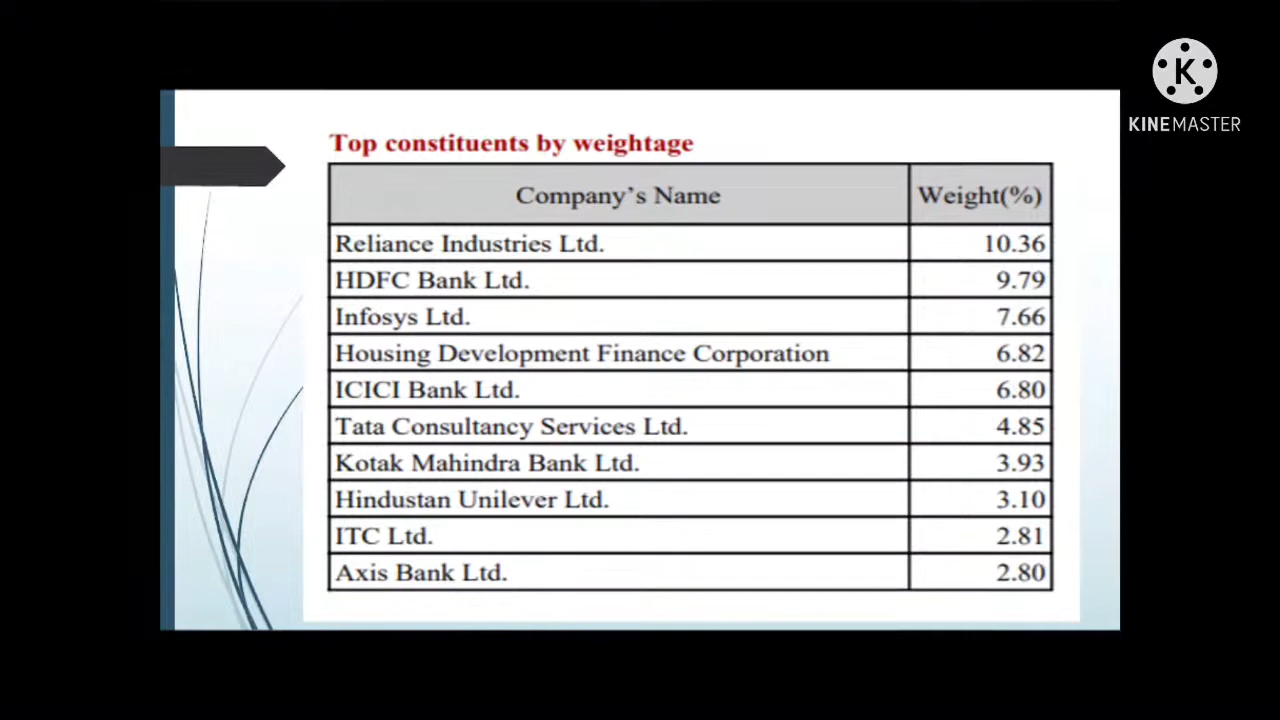 K
KINEMASTER
Top constituents by weightage
Company's Name Weight(%)
Reliance Industries Ltd. 10.36
HDFC Bank Ltd. 9.79
Infosys Ltd. 7.66
Housing Development Finance Corporation 6.82
ICICI Bank Ltd. 6.80
Tata Consultancy Services Ltd. 4.85
Kotak Mahindra Bank Ltd. 3.93
Hindustan Unilever Ltd. 3.10
ITC Ltd. 2.81
Axis Bank Ltd. 2.80